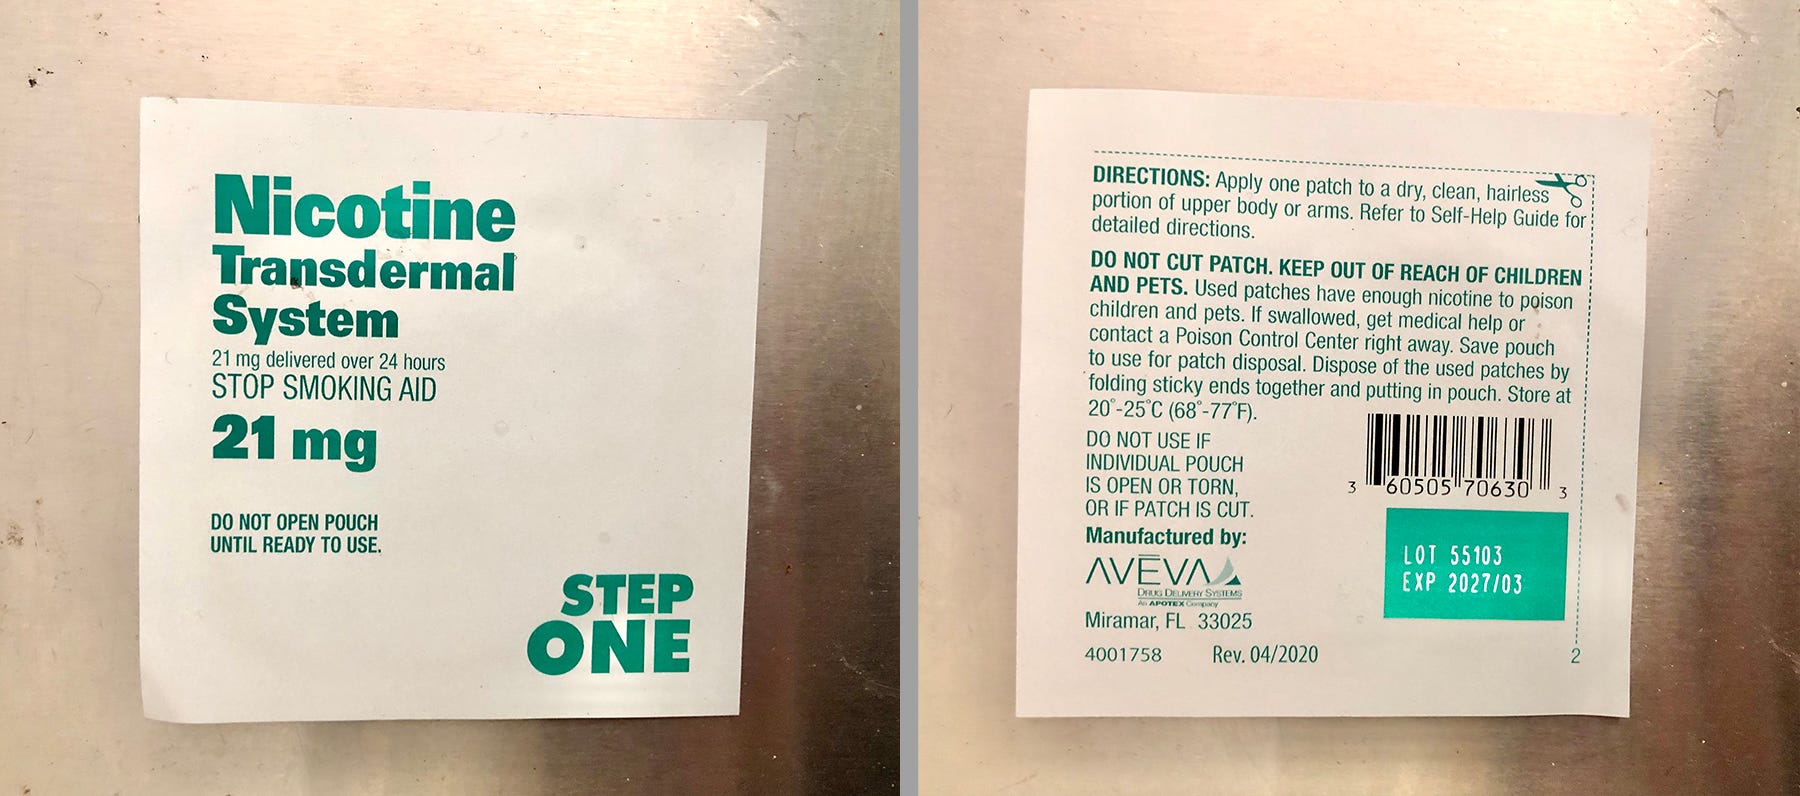 Nicotine
Transdermal
System
21 mg delivered over 24 hours
STOP SMOKING AID
21 mg
DO NOT OPEN POUCH
UNTIL READY TO USE.
STEP
ONE
DIRECTIONS: Apply one patch to a dry, clean, hairless
portion of upper body or arms. Refer to Self-Help Guide for
detailed directions.
DO NOT CUT PATCH. KEEP OUT OF REACH OF CHILDREN
AND PETS. Used patches have enough nicotine to poison
children and pets. If swallowed, get medical help or
contact a Poison Control Center right away. Save pouch
to use for patch disposal. Dispose of the used patches by
folding sticky ends together and putting in pouch. Store at
20°-25°C (68°-77°F).
DO NOT USE IF
INDIVIDUAL POUCH
IS OPEN OR TORN,
OR IF PATCH IS CUT.
3 60505 70630 3
Manufactured by:
AVĒVA
DRUG DELIVERY SYSTEMS
An APOTEX Company
Miramar, FL 33025
LOT 55103
EXP 2027/03
4001758 Rev. 04/2020
2